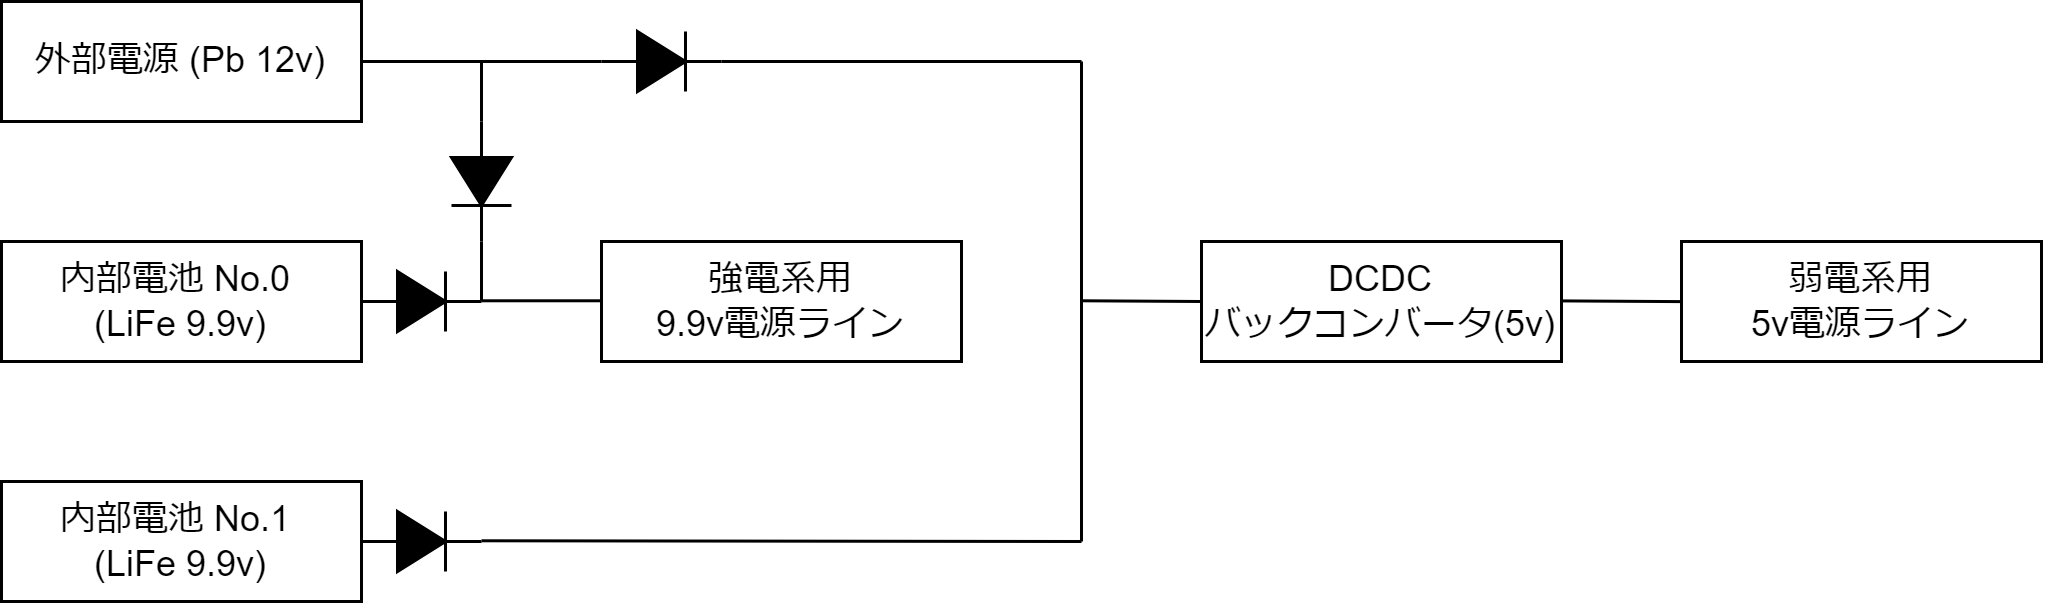 外部電源 (Pb 12v)
内部電池 No.0
(LiFe 9.9v)
強電系用
9.9v電源ライン
DCDC
バックコンバータ(5v)
弱電系用
5v電源ライン
内部電池 No.1
(LiFe 9.9v)